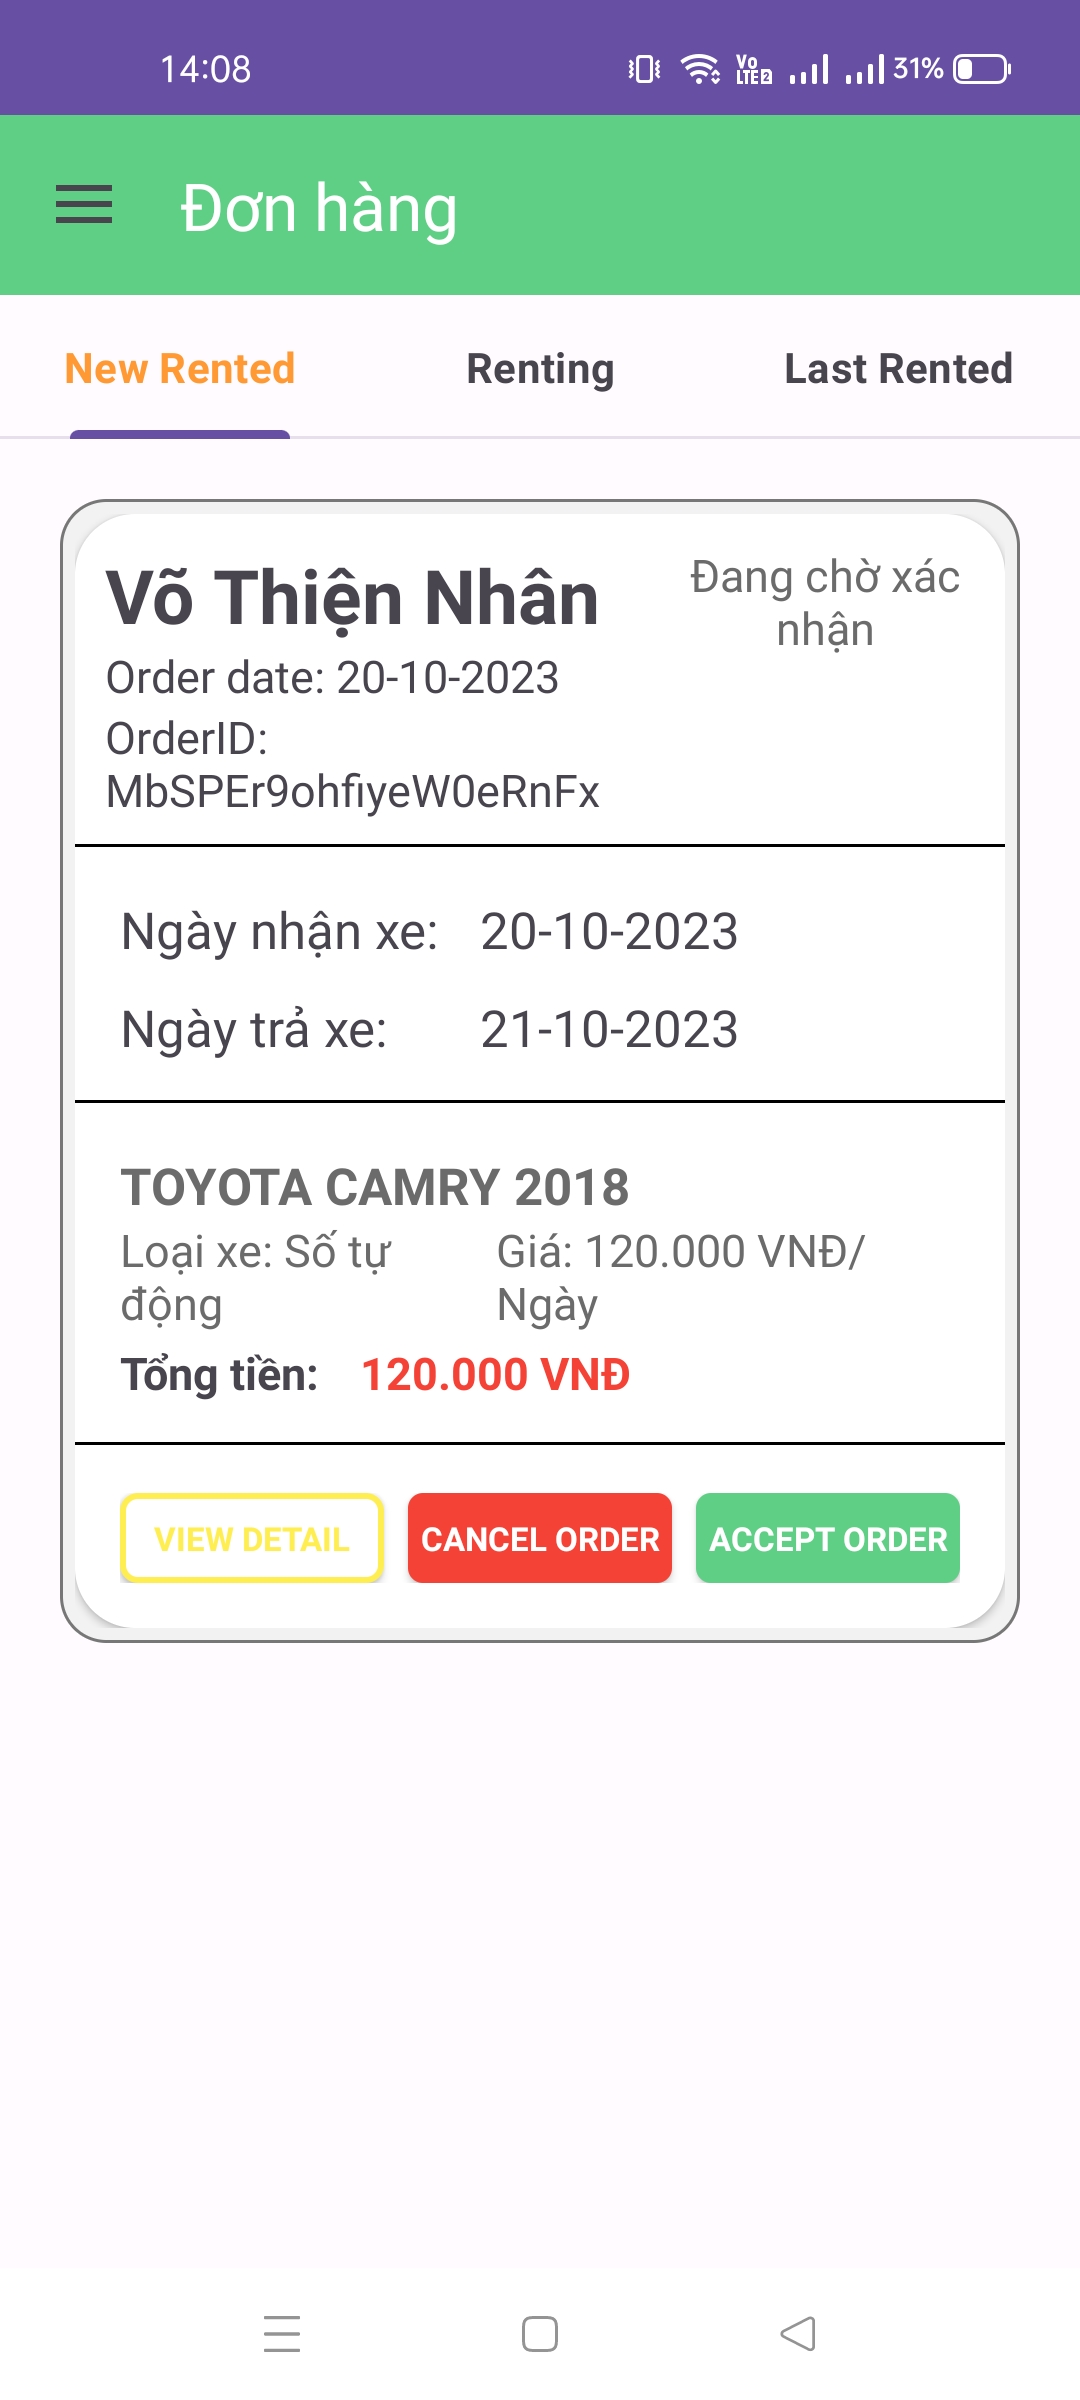 14:08
Vo LTE 2 31%
Đơn hàng
New Rented Renting Last Rented
Võ Thiện Nhân
Đang chờ xác
nhận
Order date: 20-10-2023
OrderID:
MbSPEr9ohfiyeW0eRnFx
Ngày nhận xe: 20-10-2023
Ngày trả xe: 21-10-2023
TOYOTA CAMRY 2018
Loại xe: Số tự
động
Giá: 120.000 VNĐ/
Ngày
Tổng tiền: 120.000 VNĐ
VIEW DETAIL CANCEL ORDER ACCEPT ORDER